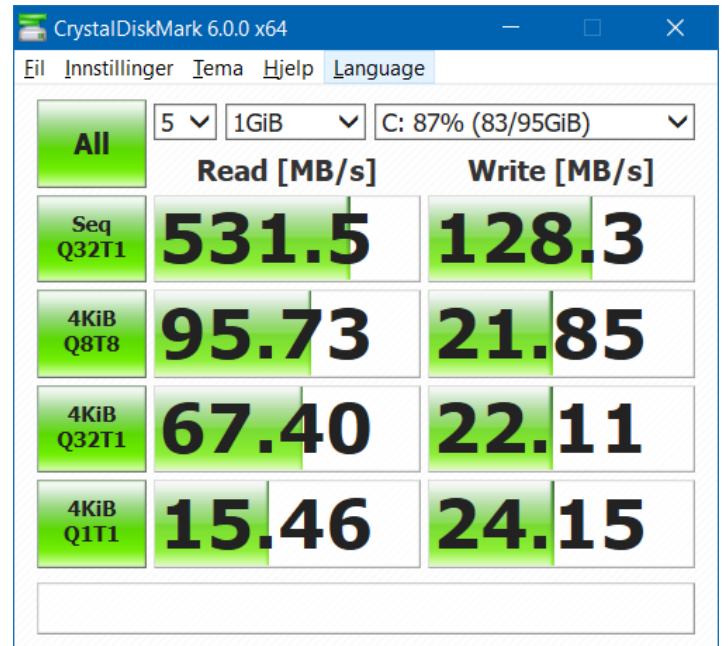 CrystalDiskMark 6.0.0 x64
Fil Innstillinger Tema Hjelp Language
All 5 1GiB C: 87% (83/95GiB)
Read [MB/s] Write [MB/s]
Seq Q32T1 531.5 128.3
4KiB Q8T8 95.73 21.85
4KiB Q32T1 67.40 22.11
4KiB Q1T1 15.46 24.15